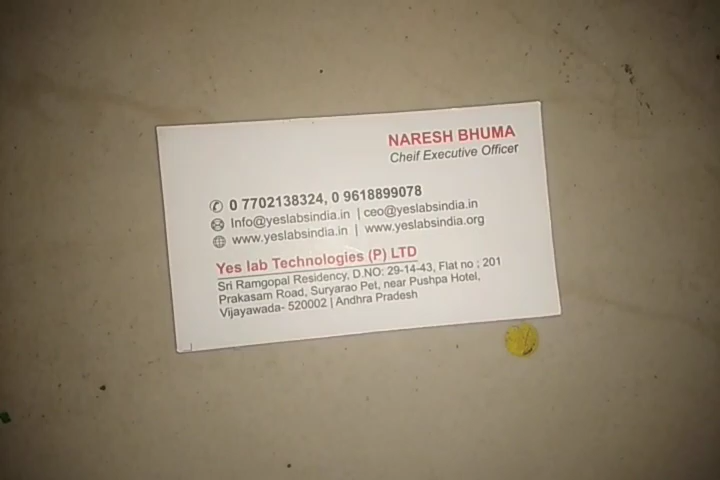 NARESH BHUMA
Cheif Executive Officer
0 7702138324, 0 9618899078
Info@yeslabsindia.in | ceo@yeslabsindia.in
www.yeslabsindia.in | www.yeslabsindia.org
Yes lab Technologies (P) LTD
Sri Ramgopal Residency, D.NO: 29-14-43, Flat no ; 201
Prakasam Road, Suryarao Pet, near Pushpa Hotel,
Vijayawada- 520002 | Andhra Pradesh